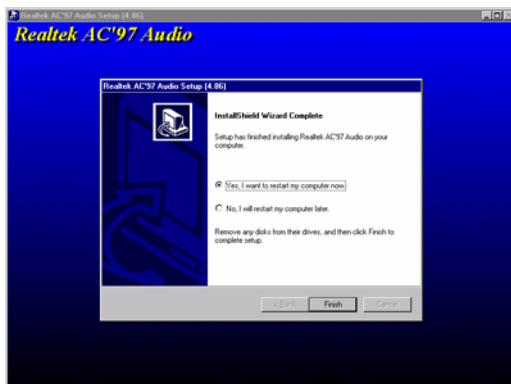 Realtek AC'97 Audio Setup (4.86)
Realtek AC'97 Audio
Realtek AC'97 Audio Setup (4.86)
InstallShield Wizard Complete
Setup has finished installing Realtek AC'97 Audio on your
computer.
Yes, I want to restart my computer now.
No, I will restart my computer later.
Remove any disks from their drives, and then click Finish to
complete setup.
< Back Finish Cancel